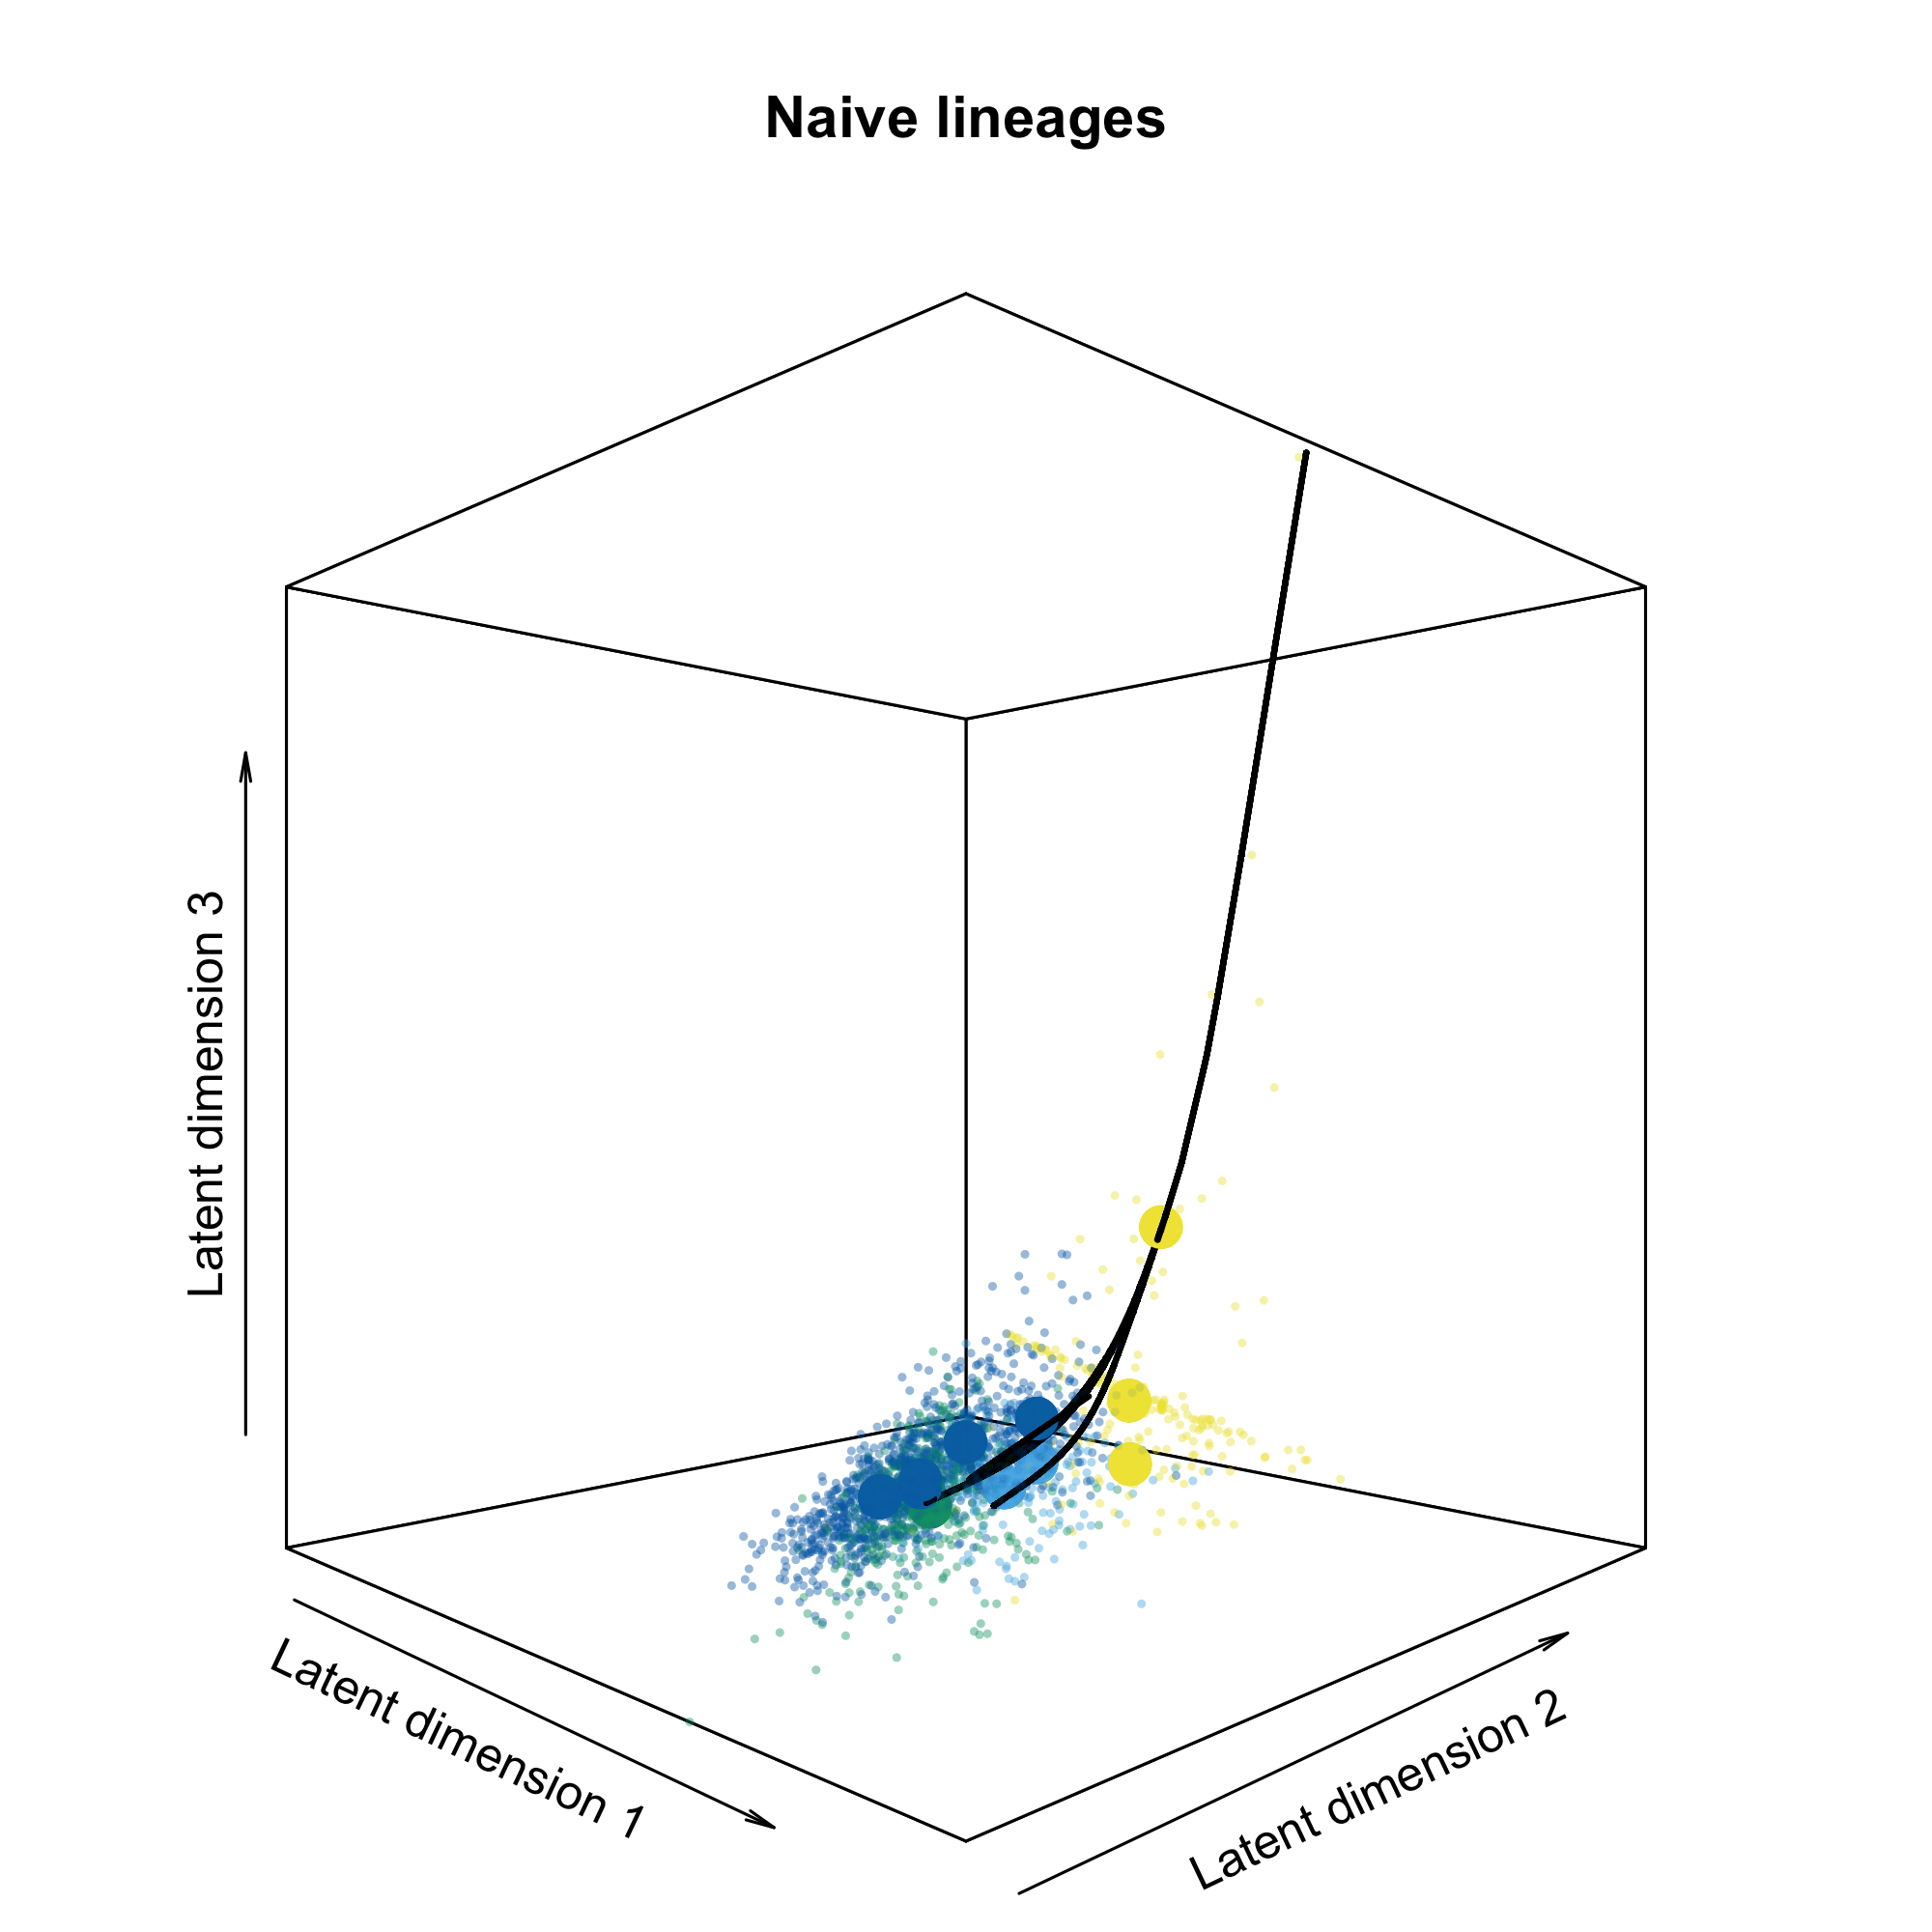 Naive lineages
Latent dimension 3
Latent dimension 1
Latent dimension 2